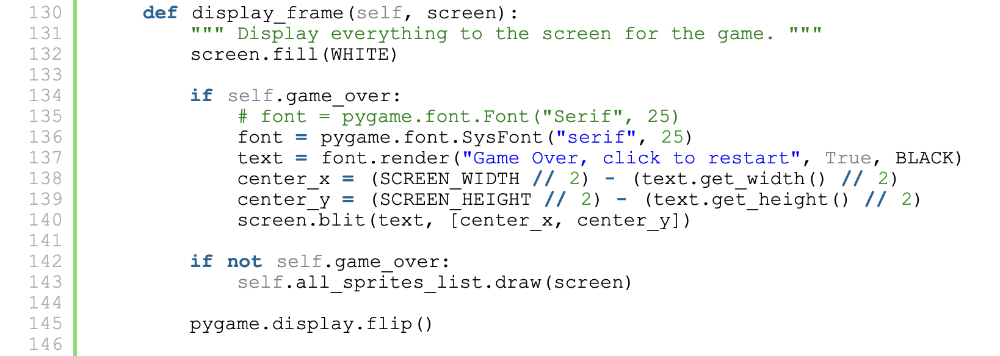 130     def display_frame(self, screen):
131         """ Display everything to the screen for the game. """
132         screen.fill(WHITE)
133
134         if self.game_over:
135             # font = pygame.font.Font("Serif", 25)
136             font = pygame.font.SysFont("serif", 25)
137             text = font.render("Game Over, click to restart", True, BLACK)
138             center_x = (SCREEN_WIDTH // 2) - (text.get_width() // 2)
139             center_y = (SCREEN_HEIGHT // 2) - (text.get_height() // 2)
140             screen.blit(text, [center_x, center_y])
141
142         if not self.game_over:
143             self.all_sprites_list.draw(screen)
144
145         pygame.display.flip()
146